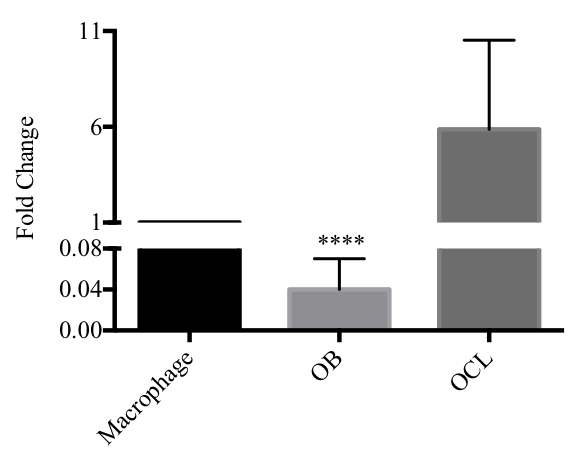 Fold Change
11
6
1
0.08
0.04
0.00
****
Macrophage
OB
OCL